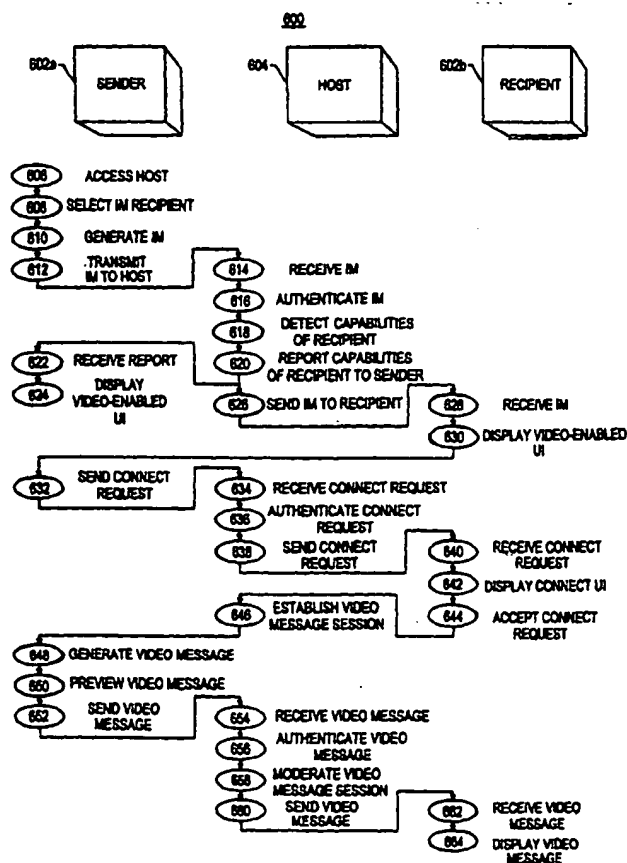 600
602a
SENDER
604
HOST
602b
RECIPIENT
606 ACCESS HOST
608 SELECT IM RECIPIENT
610 GENERATE IM
612 TRANSMIT
IM TO HOST
614 RECEIVE IM
616 AUTHENTICATE IM
618 DETECT CAPABILITIES
OF RECIPIENT
620 REPORT CAPABILITIES
OF RECIPIENT TO SENDER
622 RECEIVE REPORT
624 DISPLAY
VIDEO-ENABLED
UI
626 SEND IM TO RECIPIENT
628 RECEIVE IM
630 DISPLAY VIDEO-ENABLED
UI
632 SEND CONNECT
REQUEST
634 RECEIVE CONNECT REQUEST
636 AUTHENTICATE CONNECT
REQUEST
638 SEND CONNECT
REQUEST
640 RECEIVE CONNECT
REQUEST
642 DISPLAY CONNECT UI
644 ACCEPT CONNECT
REQUEST
646 ESTABLISH VIDEO
MESSAGE SESSION
648 GENERATE VIDEO MESSAGE
650 PREVIEW VIDEO MESSAGE
652 SEND VIDEO
MESSAGE
654 RECEIVE VIDEO MESSAGE
656 AUTHENTICATE VIDEO
MESSAGE
658 MODERATE VIDEO
MESSAGE SESSION
660 SEND VIDEO
MESSAGE
662 RECEIVE VIDEO
MESSAGE
664 DISPLAY VIDEO
MESSAGE